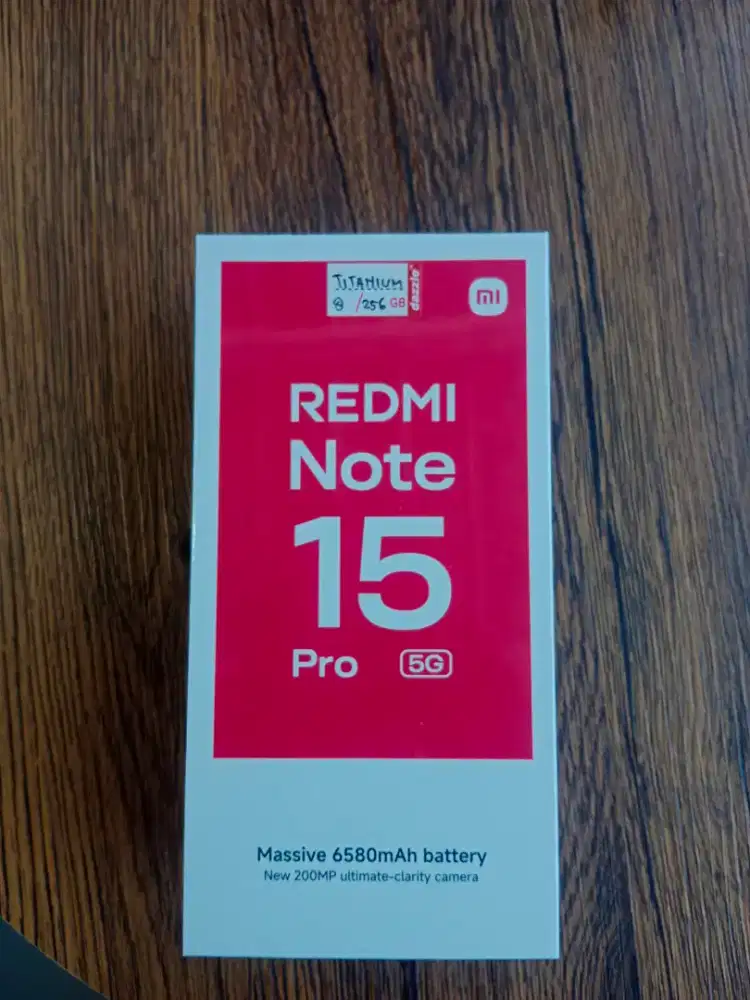 TITANIUM
8 /256 GB
dazzle
mi
REDMI
Note
15
Pro 5G
Massive 6580mAh battery
New 200MP ultimate-clarity camera